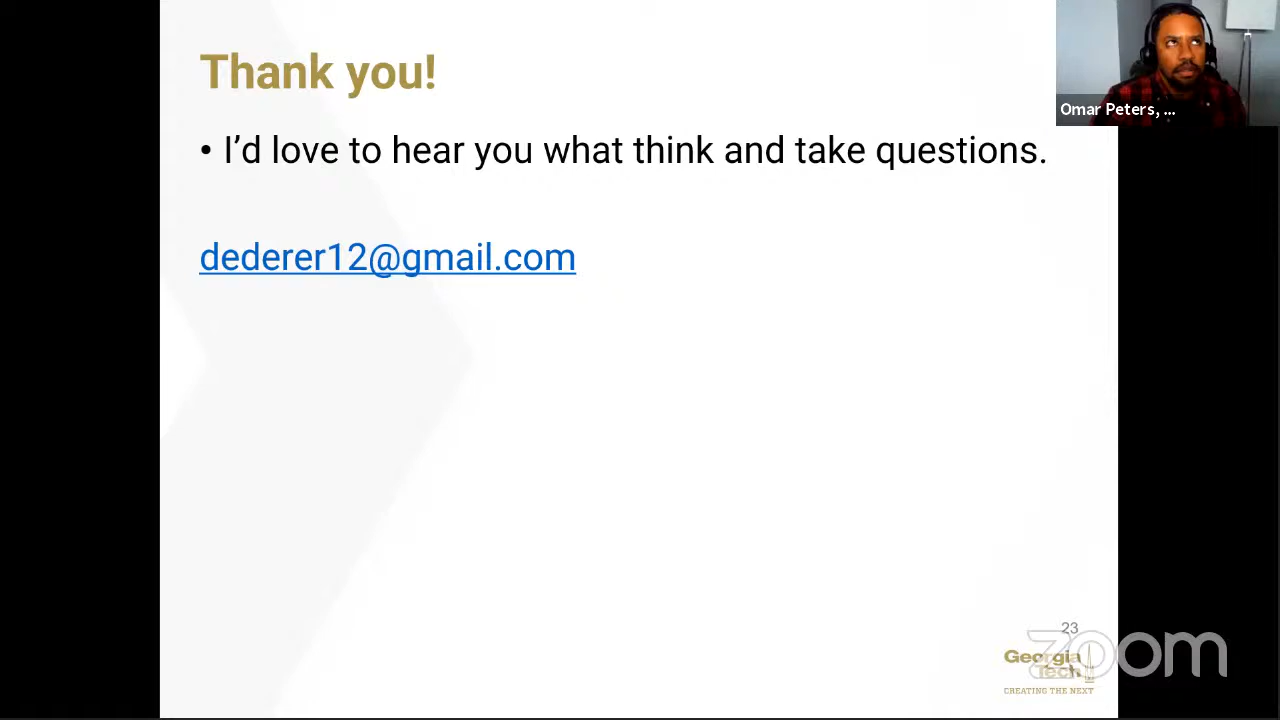 Thank you!
Omar Peters, ...
• I’d love to hear you what think and take questions.
dederer12@gmail.com
23
zoom
Georgia
Tech
CREATING THE NEXT